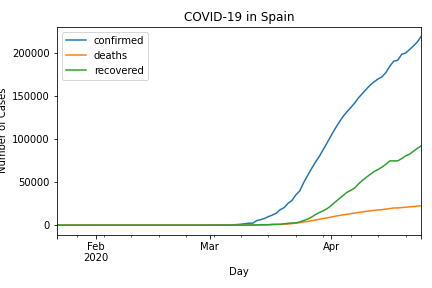 COVID-19 in Spain
confirmed
deaths
recovered
200000
150000
100000
50000
0
Number of Cases
Feb
2020
Mar
Apr
Day